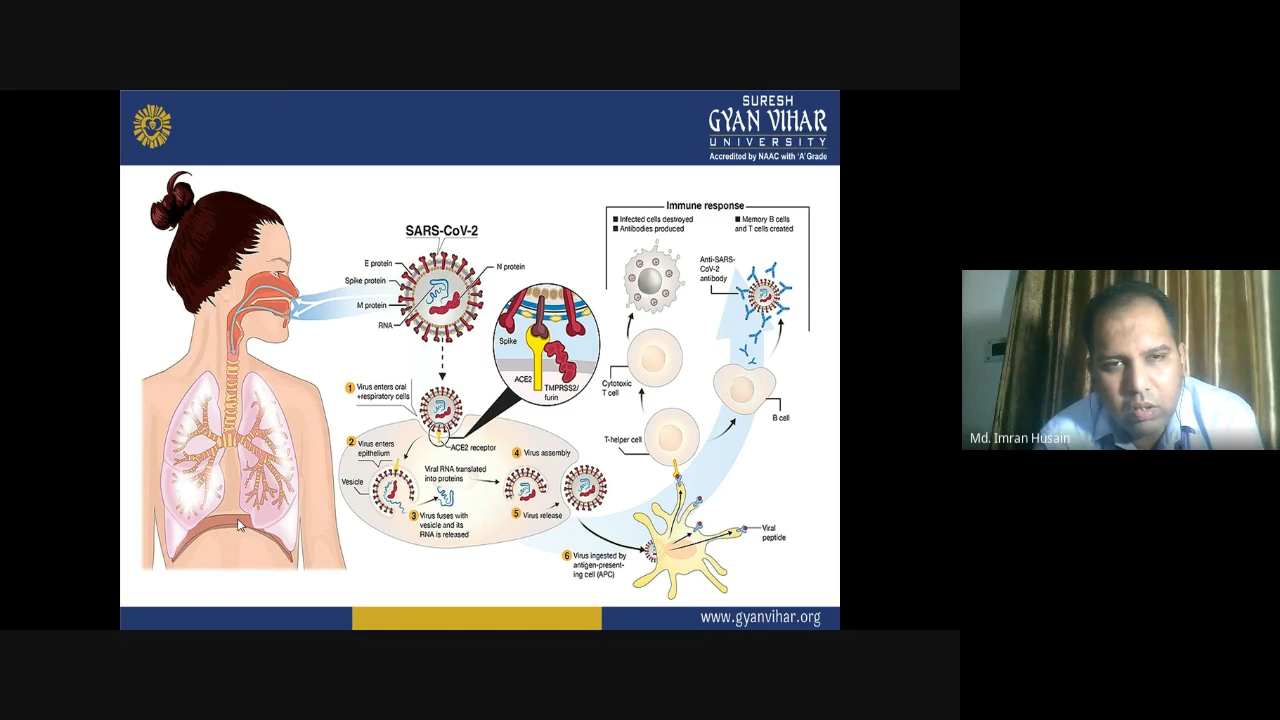 SURESH
GYAN VIHAR
UNIVERSITY
Accredited by NAAC with 'A' Grade
SARS-CoV-2
E protein
N protein
Spike protein
M protein
RNA
Spike
ACE2
TMPRSS2/
furin
1 Virus enters oral
+respiratory cells
2 Virus enters
epithelium
ACE2 receptor
Vesicle
Viral RNA translated
into proteins
3 Virus fuses with
vesicle and its
RNA is released
4 Virus assembly
5 Virus release
6 Virus ingested by
antigen-present-
ing cell (APC)
Immune response
■ Infected cells destroyed
■ Antibodies produced
■ Memory B cells
and T cells created
Anti-SARS-
CoV-2
antibody
Cytotoxic
T cell
T-helper cell
B cell
Viral
peptide
www.gyanvihar.org
Md. Imran Husain